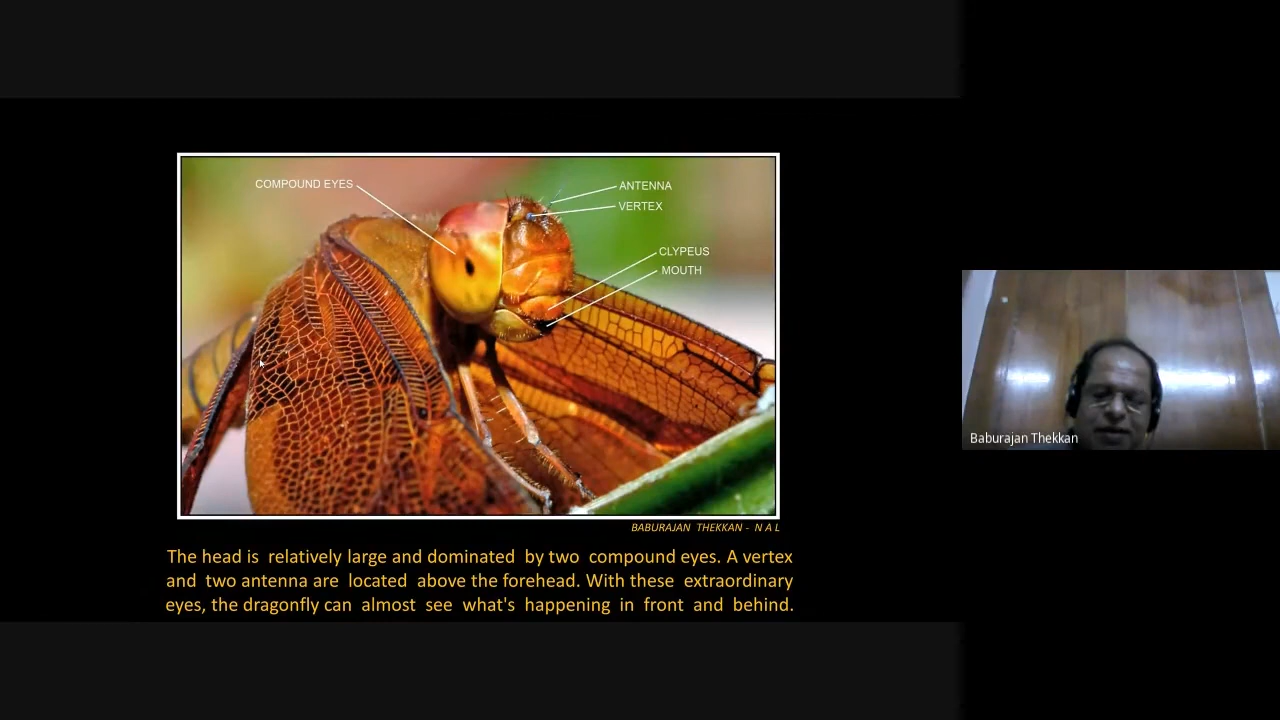 COMPOUND EYES
ANTENNA
VERTEX
CLYPEUS
MOUTH
BABURAJAN THEKKAN - N A L
The head is relatively large and dominated by two compound eyes. A vertex
and two antenna are located above the forehead. With these extraordinary
eyes, the dragonfly can almost see what's happening in front and behind.
Baburajan Thekkan